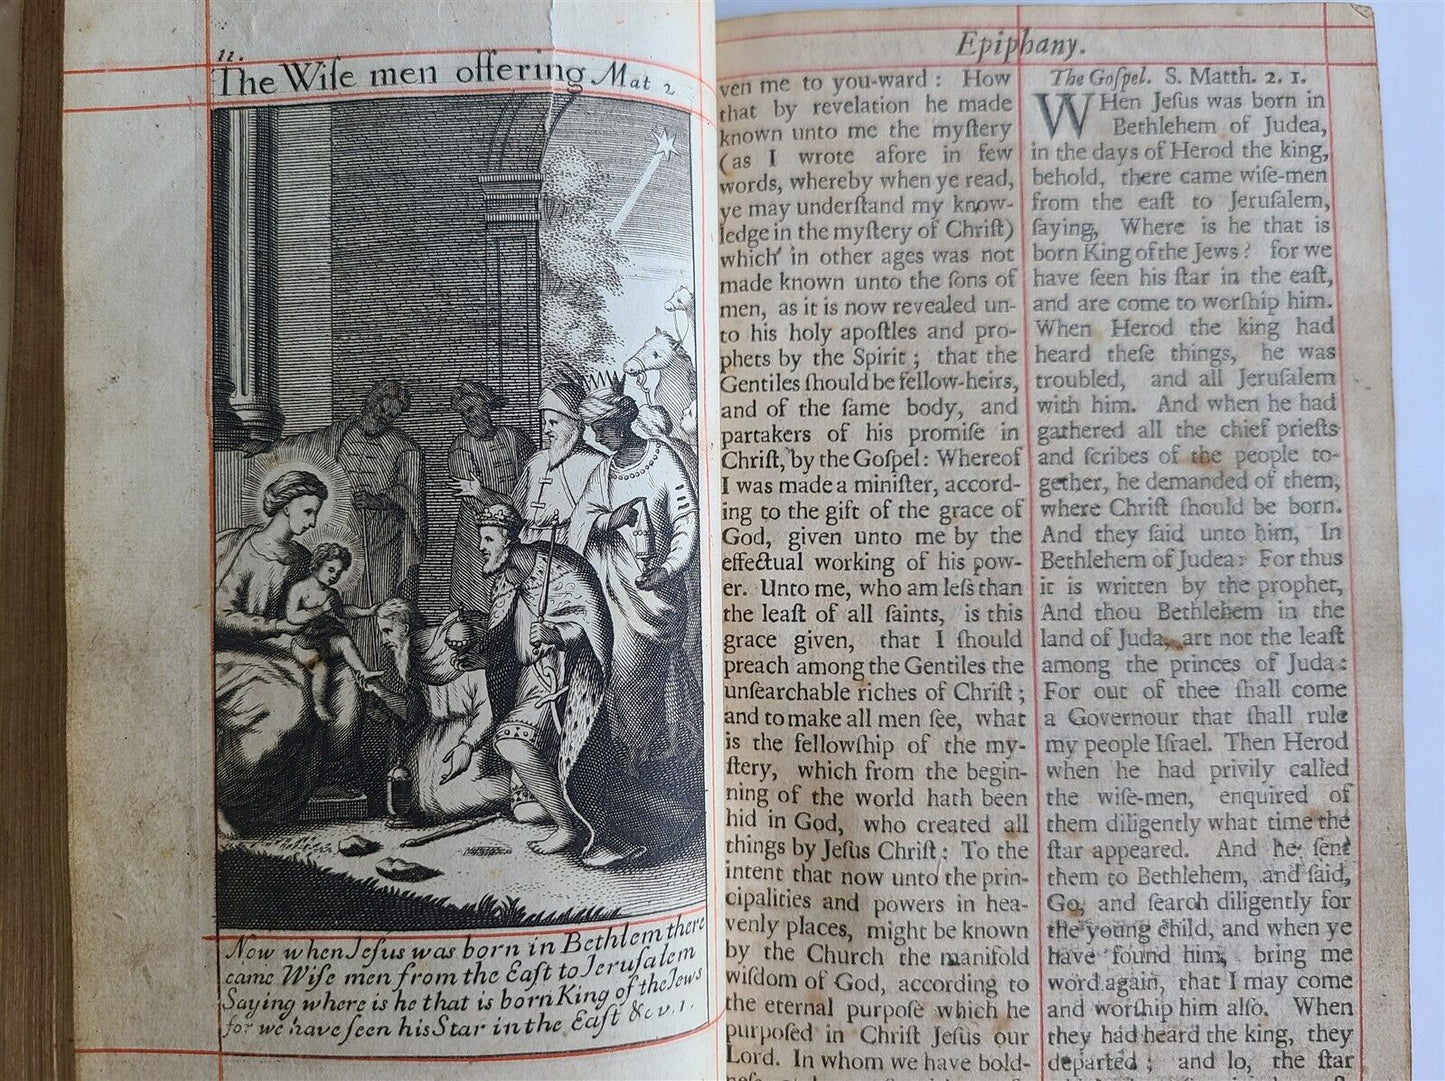 11.
The Wiſe men offering Mat 2
Now when Jeſus was born in Bethlem there
came Wiſe men from the Eaſt to Jeruſalem
Saying where is he that is born King of the Jews
for we have ſeen his Star in the Eaſt &c v. 1.
Epiphany.
ven me to you-ward : How
that by revelation he made
known unto me the myſtery
(as I wrote afore in few
words, whereby when ye read,
ye may underſtand my know-
ledge in the myſtery of Chriſt)
which in other ages was not
made known unto the ſons of
men, as it is now revealed un-
to his holy apoſtles and pro-
phets by the Spirit ; that the
Gentiles ſhould be fellow-heirs,
and of the ſame body, and
partakers of his promiſe in
Chriſt, by the Goſpel: Whereof
I was made a miniſter, accord-
ing to the gift of the grace of
God, given unto me by the
effectual working of his pow-
er. Unto me, who am leſs than
the leaſt of all ſaints, is this
grace given, that I ſhould
preach among the Gentiles the
unſearchable riches of Chriſt ;
and to make all men ſee, what
is the fellowſhip of the my-
ſtery, which from the begin-
ning of the world hath been
hid in God, who created all
things by Jeſus Chriſt : To the
intent that now unto the prin-
cipalities and powers in hea-
venly places, might be known
by the Church the manifold
wiſdom of God, according to
the eternal purpoſe which he
purpoſed in Chriſt Jeſus our
Lord. In whom we have bold-
The Goſpel. S. Matth. 2. 1.
WHen Jeſus was born in
Bethlehem of Judea,
in the days of Herod the king,
behold, there came wiſe-men
from the eaſt to Jeruſalem,
ſaying, Where is he that is
born King of the Jews ? for we
have ſeen his ſtar in the eaſt,
and are come to worſhip him.
When Herod the king had
heard theſe things, he was
troubled, and all Jeruſalem
with him. And when he had
gathered all the chief prieſts
and ſcribes of the people to-
gether, he demanded of them,
where Chriſt ſhould be born.
And they ſaid unto him, In
Bethlehem of Judea : For thus
it is written by the prophet,
And thou Bethlehem in the
land of Juda, art not the leaſt
among the princes of Juda :
For out of thee ſhall come
a Governour that ſhall rule
my people Iſrael. Then Herod
when he had privily called
the wiſe-men, enquired of
them diligently what time the
ſtar appeared. And he ſent
them to Bethlehem, and ſaid,
Go, and ſearch diligently for
the young child, and when ye
have found him, bring me
word again, that I may come
and worſhip him alſo. When
they had heard the king, they
departed ; and lo, the ſtar